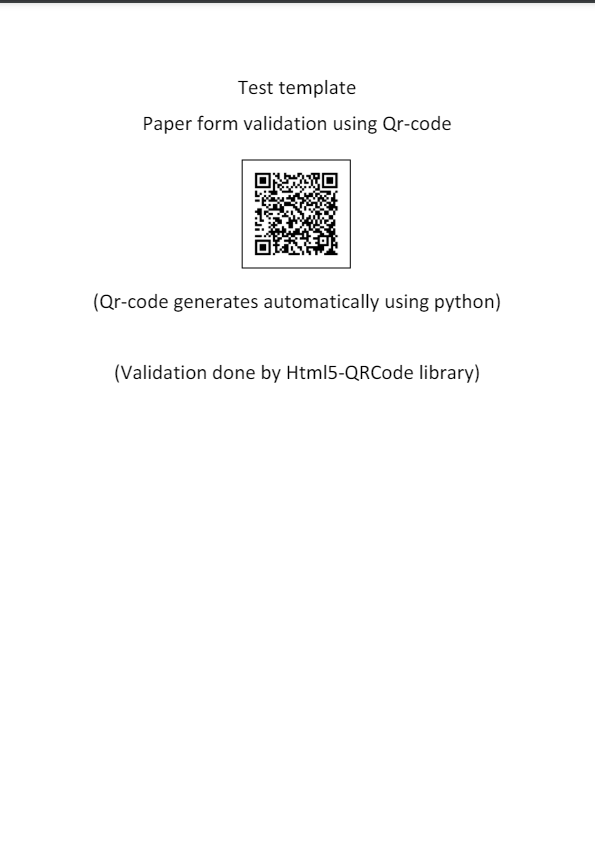 Test template
Paper form validation using Qr-code
(Qr-code generates automatically using python)
(Validation done by Html5-QRCode library)